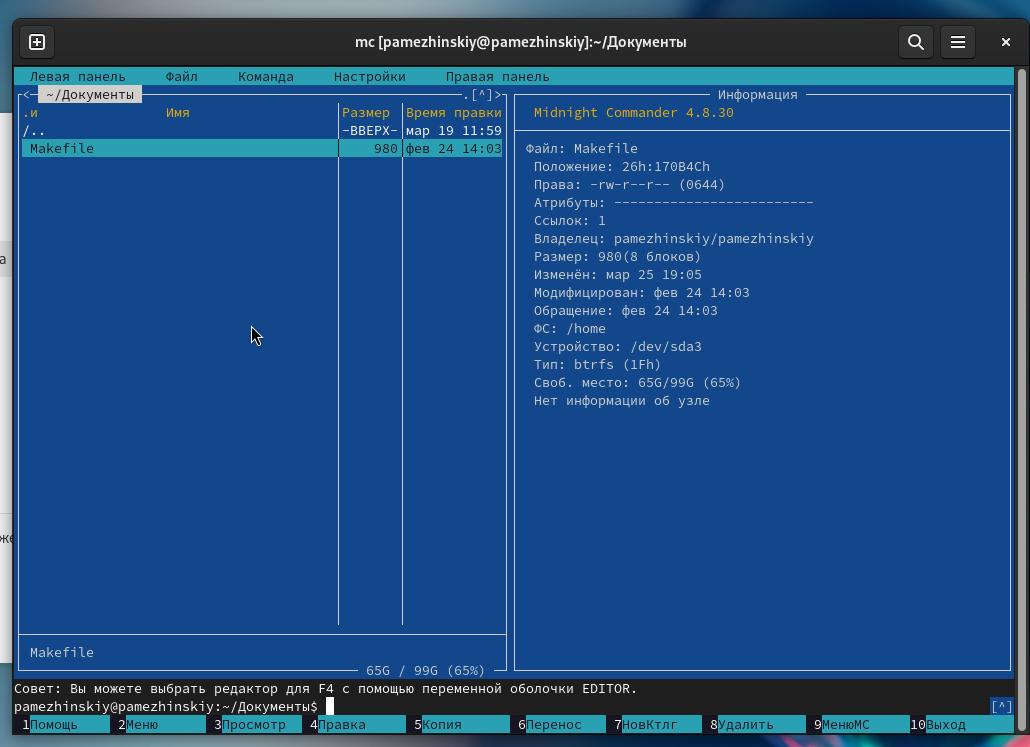 mc [pamezhinskiy@pamezhinskiy]:~/Документы
Левая панель Файл Команда Настройки Правая панель
<─ ~/Документы .[^]>
.и Имя Размер Время правки
/.. -ВВЕРХ- мар 19 11:59
Makefile 980 фев 24 14:03
Makefile
65G / 99G (65%)
Информация
Midnight Commander 4.8.30
Файл: Makefile
Положение: 26h:170B4Ch
Права: -rw-r--r-- (0644)
Атрибуты: -------------------------
Ссылок: 1
Владелец: pamezhinskiy/pamezhinskiy
Размер: 980(8 блоков)
Изменён: мар 25 19:05
Модифицирован: фев 24 14:03
Обращение: фев 24 14:03
ФС: /home
Устройство: /dev/sda3
Тип: btrfs (1Fh)
Своб. место: 65G/99G (65%)
Нет информации об узле
Совет: Вы можете выбрать редактор для F4 с помощью переменной оболочки EDITOR.
pamezhinskiy@pamezhinskiy:~/Документы$ [^]
1Помощь 2Меню 3Просмотр 4Правка 5Копия 6Перенос 7НовКтлг 8Удалить 9МенюMC 10Выход